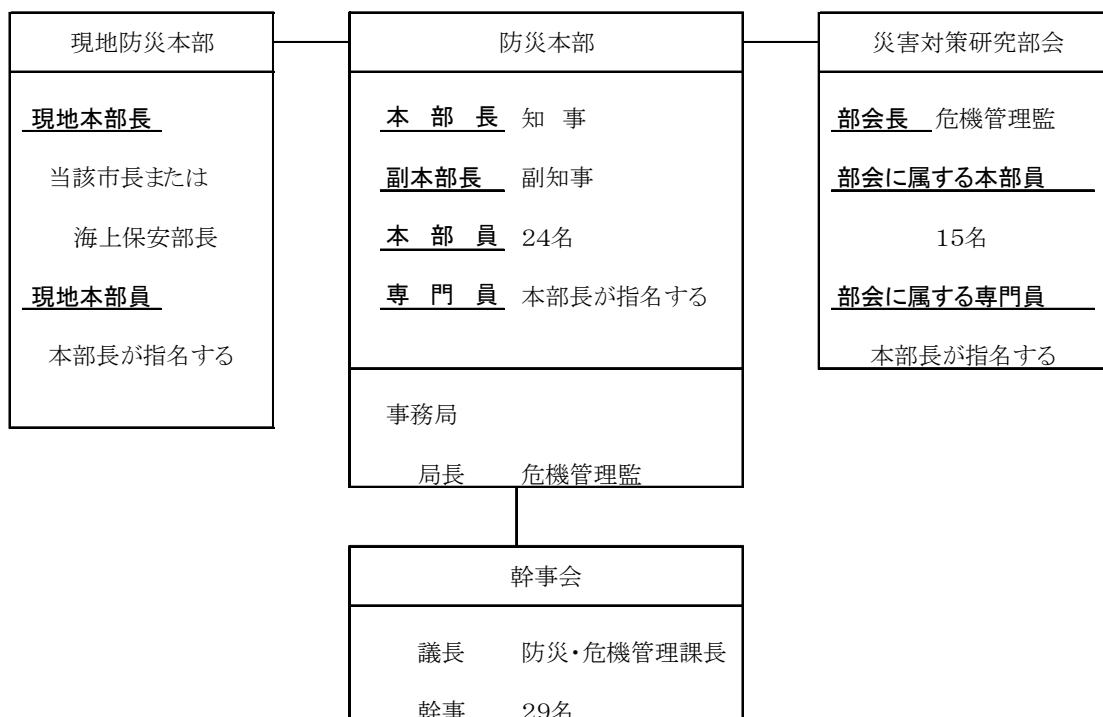 現地防災本部
現地本部長
当該市長または
海上保安部長
現地本部員
本部長が指名する
防災本部
本 部 長 知 事
副本部長 副知事
本 部 員 24名
専 門 員 本部長が指名する
事務局
局長 危機管理監
災害対策研究部会
部会長 危機管理監
部会に属する本部員
15名
部会に属する専門員
本部長が指名する
幹事会
議長 防災・危機管理課長
幹事 29名